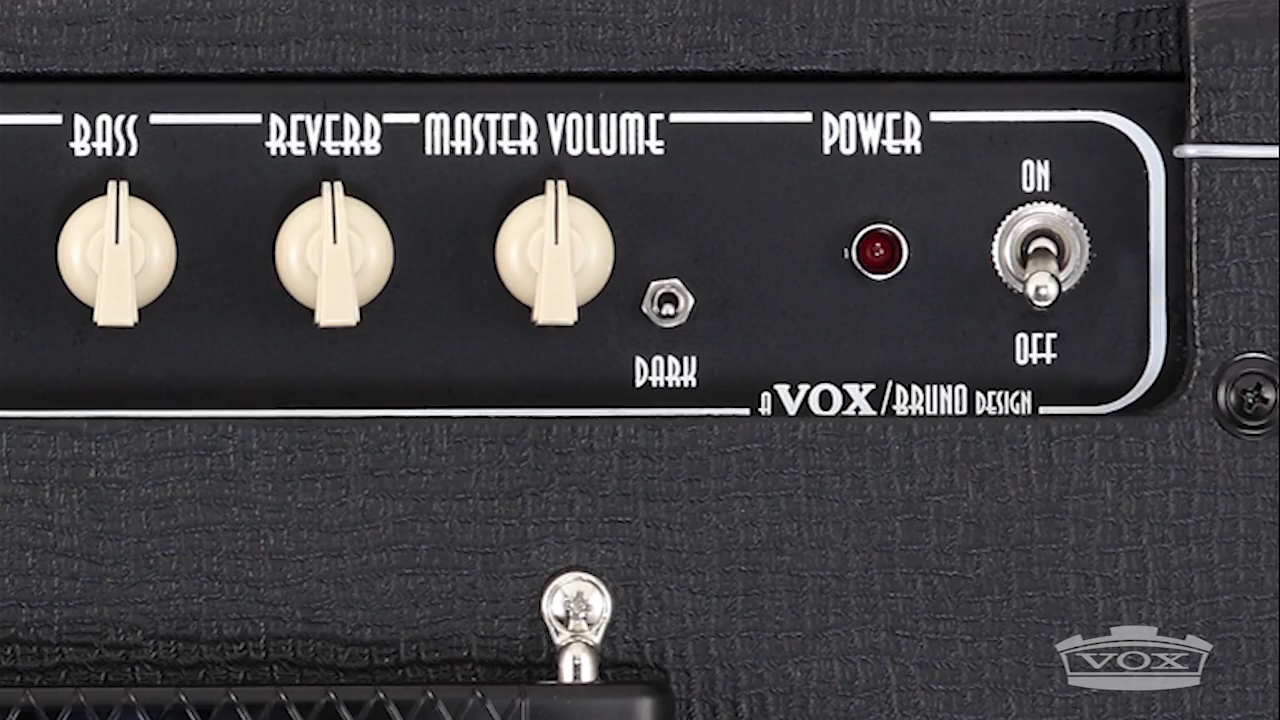 BASS REVERB MASTER VOLUME POWER
ON
OFF
DARK
A VOX/BRUNO DESIGN
VOX